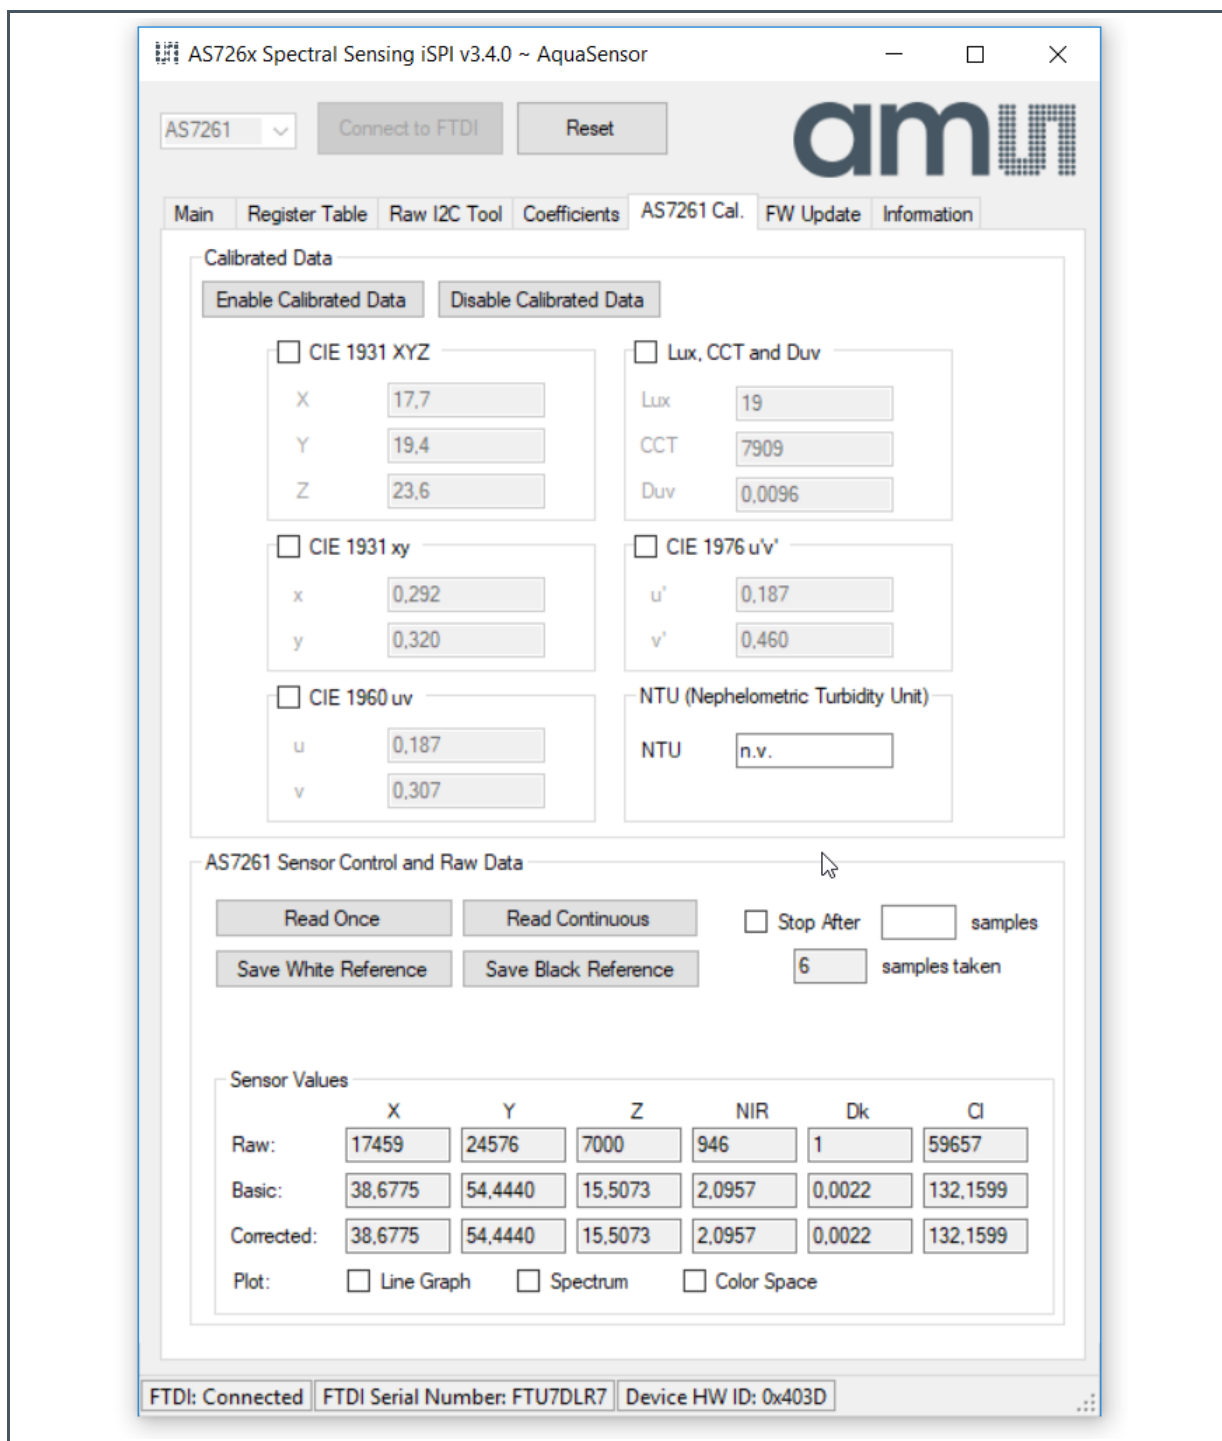 AS726x Spectral Sensing iSPI v3.4.0 ~ AquaSensor
AS7261 Connect to FTDI Reset
am
Main Register Table Raw I2C Tool Coefficients AS7261 Cal. FW Update Information
Calibrated Data
Enable Calibrated Data Disable Calibrated Data
CIE 1931 XYZ
X 17,7
Y 19,4
Z 23,6
Lux, CCT and Duv
Lux 19
CCT 7909
Duv 0,0096
CIE 1931 xy
x 0,292
y 0,320
CIE 1976 u'v'
u' 0,187
v' 0,460
CIE 1960 uv
u 0,187
v 0,307
NTU (Nephelometric Turbidity Unit)
NTU n.v.
AS7261 Sensor Control and Raw Data
Read Once Read Continuous Stop After samples
Save White Reference Save Black Reference 6 samples taken
Sensor Values
X Y Z NIR Dk Cl
Raw: 17459 24576 7000 946 1 59657
Basic: 38,6775 54,4440 15,5073 2,0957 0,0022 132,1599
Corrected: 38,6775 54,4440 15,5073 2,0957 0,0022 132,1599
Plot: Line Graph Spectrum Color Space
FTDI: Connected FTDI Serial Number: FTU7DLR7 Device HW ID: 0x403D